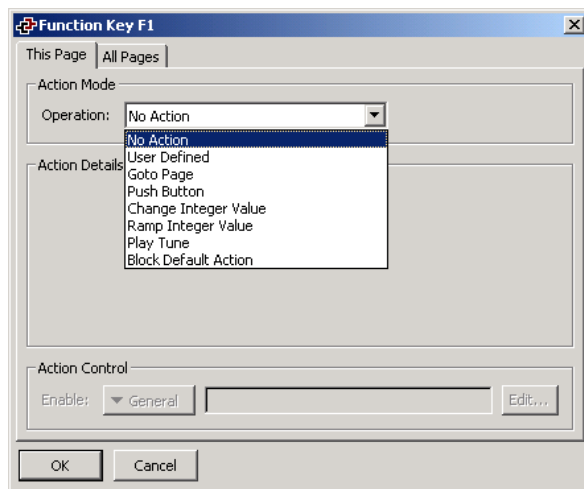 Function Key F1
This Page All Pages
Action Mode
Operation: No Action
No Action
User Defined
Goto Page
Push Button
Change Integer Value
Ramp Integer Value
Play Tune
Block Default Action
Action Details
Action Control
Enable: General Edit...
OK Cancel